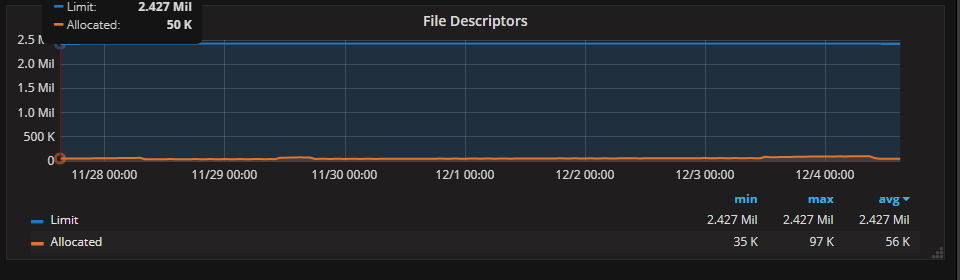 Limit: 2.427 Mil
Allocated: 50 K
File Descriptors
2.5 Mil
2.0 Mil
1.5 Mil
1.0 Mil
500 K
0
11/28 00:00 11/29 00:00 11/30 00:00 12/1 00:00 12/2 00:00 12/3 00:00 12/4 00:00
min max avg
Limit 2.427 Mil 2.427 Mil 2.427 Mil
Allocated 35 K 97 K 56 K